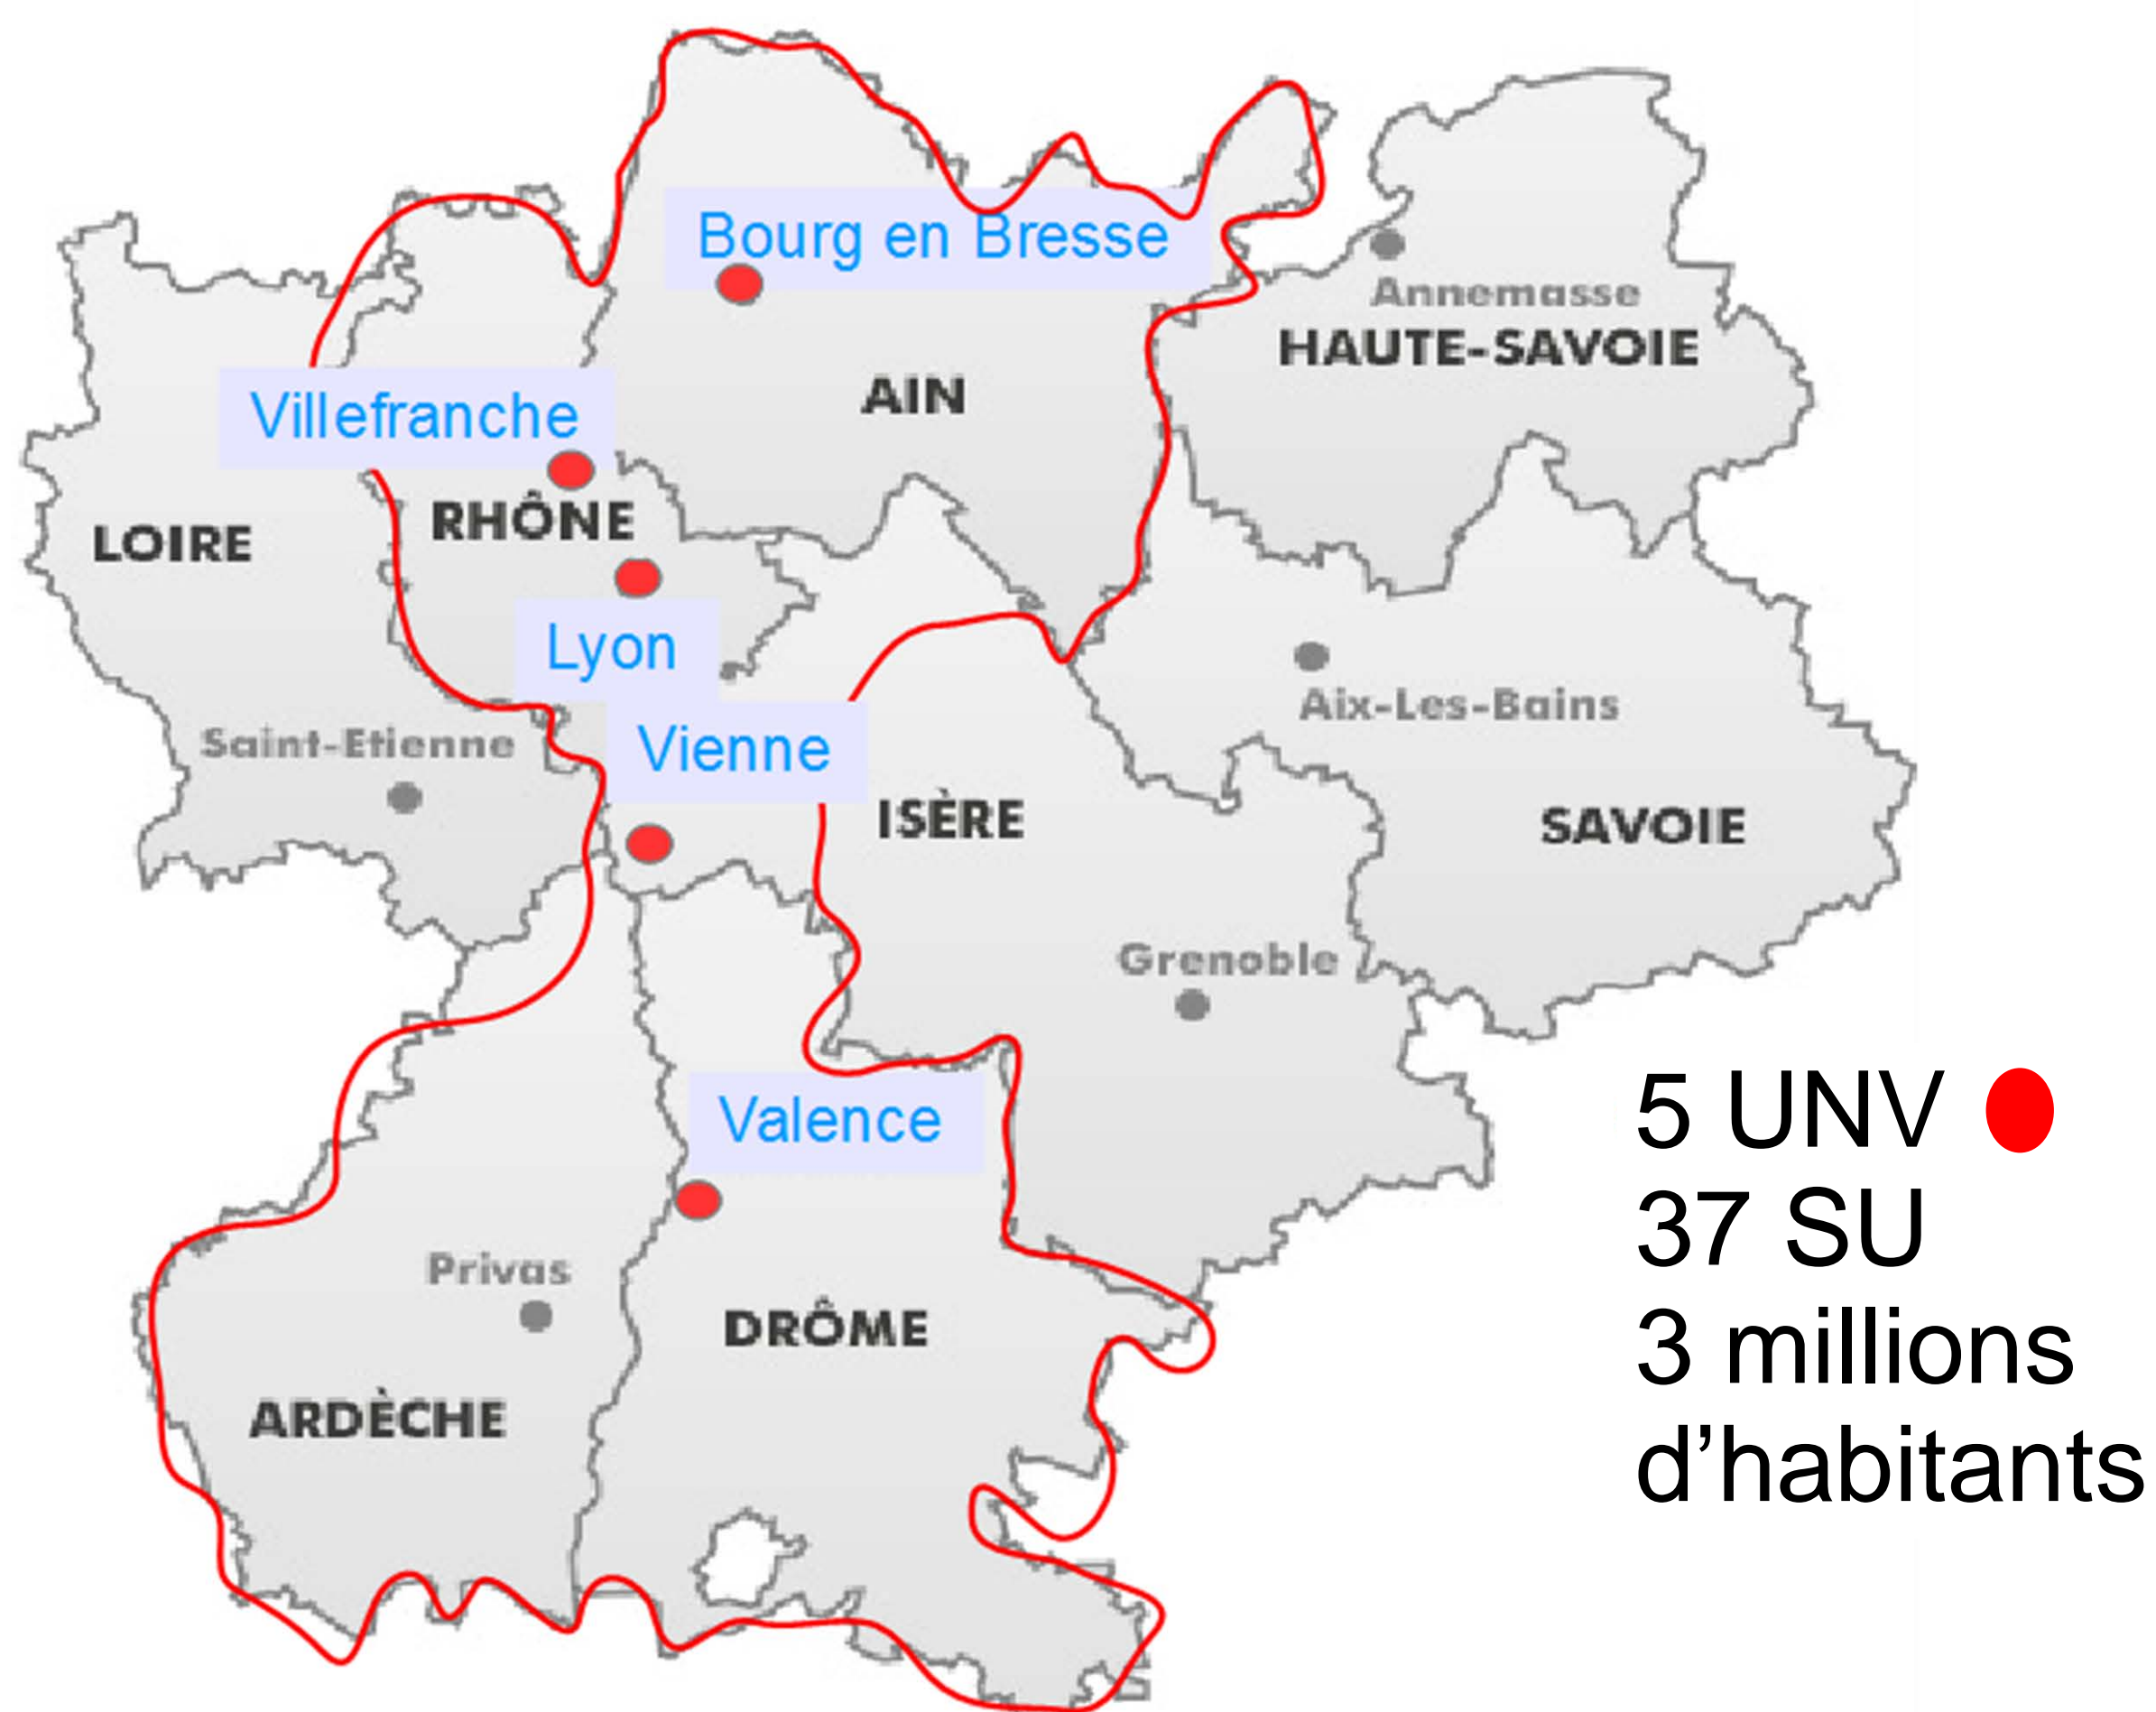 Bourg en Bresse
Annemasse
HAUTE-SAVOIE
AIN
Villefranche
RHÔNE
LOIRE
Lyon
Aix-Les-Bains
Saint-Etienne
Vienne
ISÈRE
SAVOIE
Grenoble
Valence
Privas
DRÔME
ARDÈCHE
5 UNV
37 SU
3 millions
d’habitants